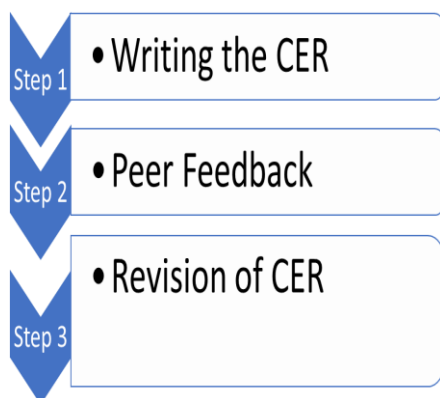 Step 1
• Writing the CER
Step 2
• Peer Feedback
Step 3
• Revision of CER